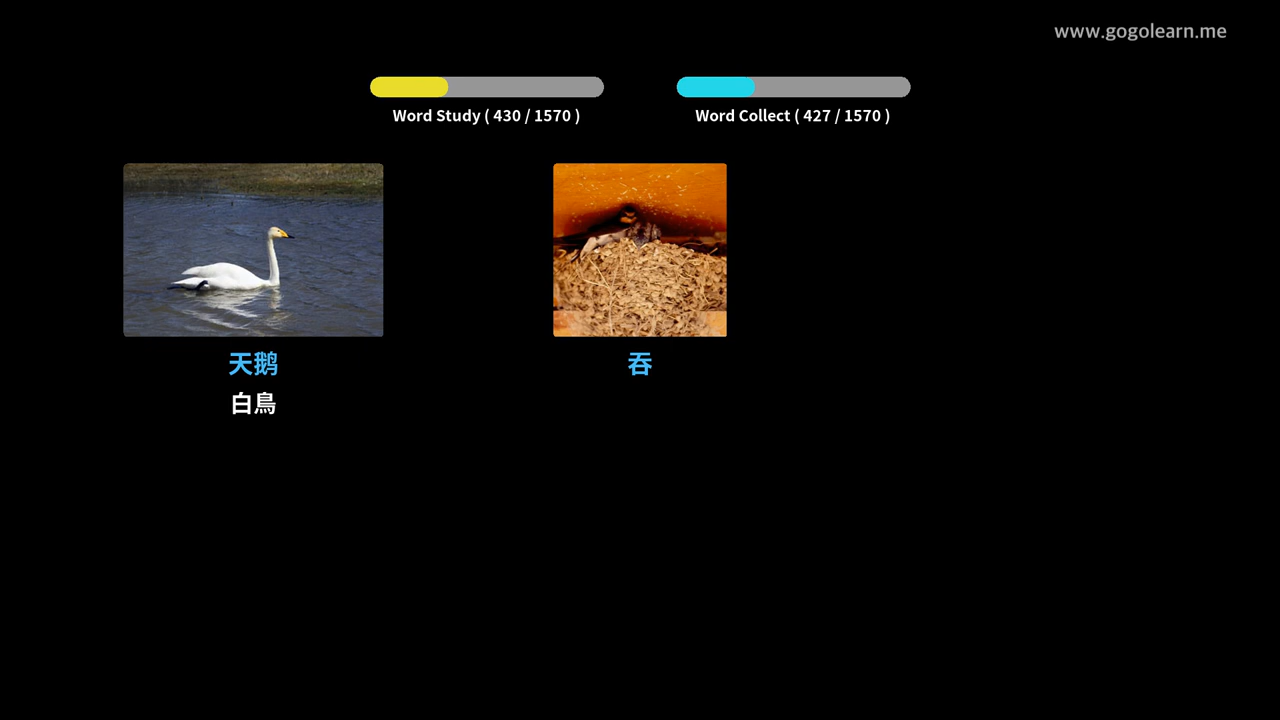 www.gogolearn.me
Word Study ( 430 / 1570 )
Word Collect ( 427 / 1570 )
天鹅
白鳥
吞